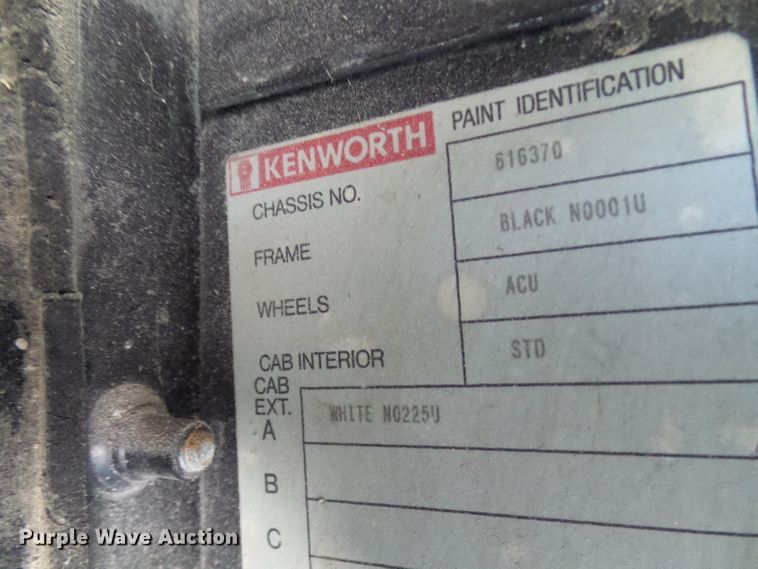 KENWORTH PAINT IDENTIFICATION
CHASSIS NO. 616370
FRAME BLACK N0001U
WHEELS ACU
CAB INTERIOR STD
CAB
EXT.
A WHITE N0225U
B
C
Purple Wave Auction